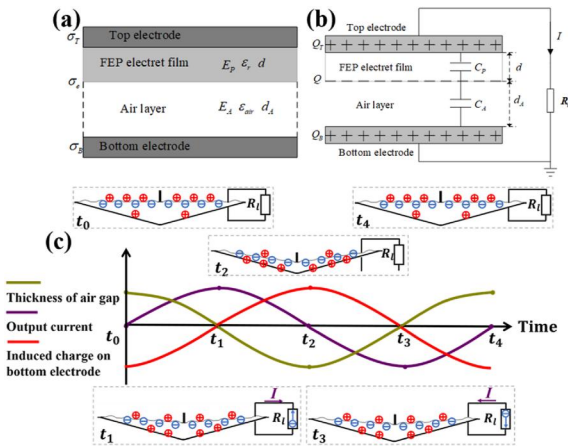 (a)
σT
Top electrode
FEP electret film
EP εr d
σe
Air layer
EA εair dA
σB
Bottom electrode
(b)
QT
Top electrode
FEP electret film
CP
d
Q
Air layer
CA
dA
QB
Bottom electrode
I
R
t0
Rl
t4
Rl
(c)
t2
Rl
Thickness of air gap
Output current
Induced charge on
bottom electrode
t0
t1
t2
t3
t4
Time
t1
I
Rl
t3
I
Rl